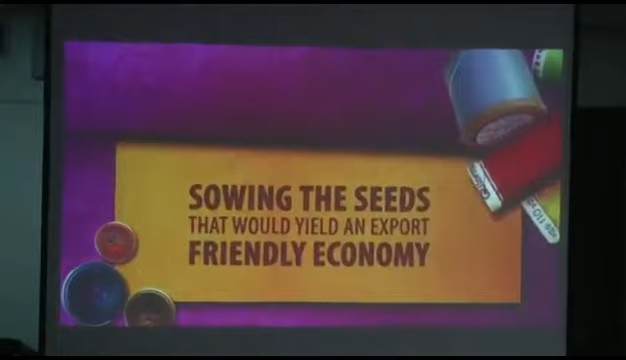 SOWING THE SEEDS
THAT WOULD YIELD AN EXPORT
FRIENDLY ECONOMY